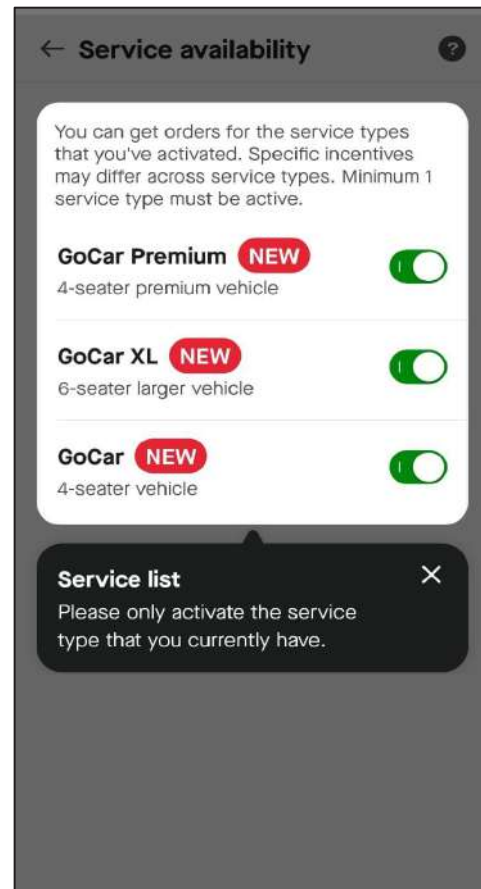 Service availability ?
You can get orders for the service types
that you've activated. Specific incentives
may differ across service types. Minimum 1
service type must be active.
GoCar Premium NEW
4-seater premium vehicle
GoCar XL NEW
6-seater larger vehicle
GoCar NEW
4-seater vehicle
Service list
Please only activate the service
type that you currently have.